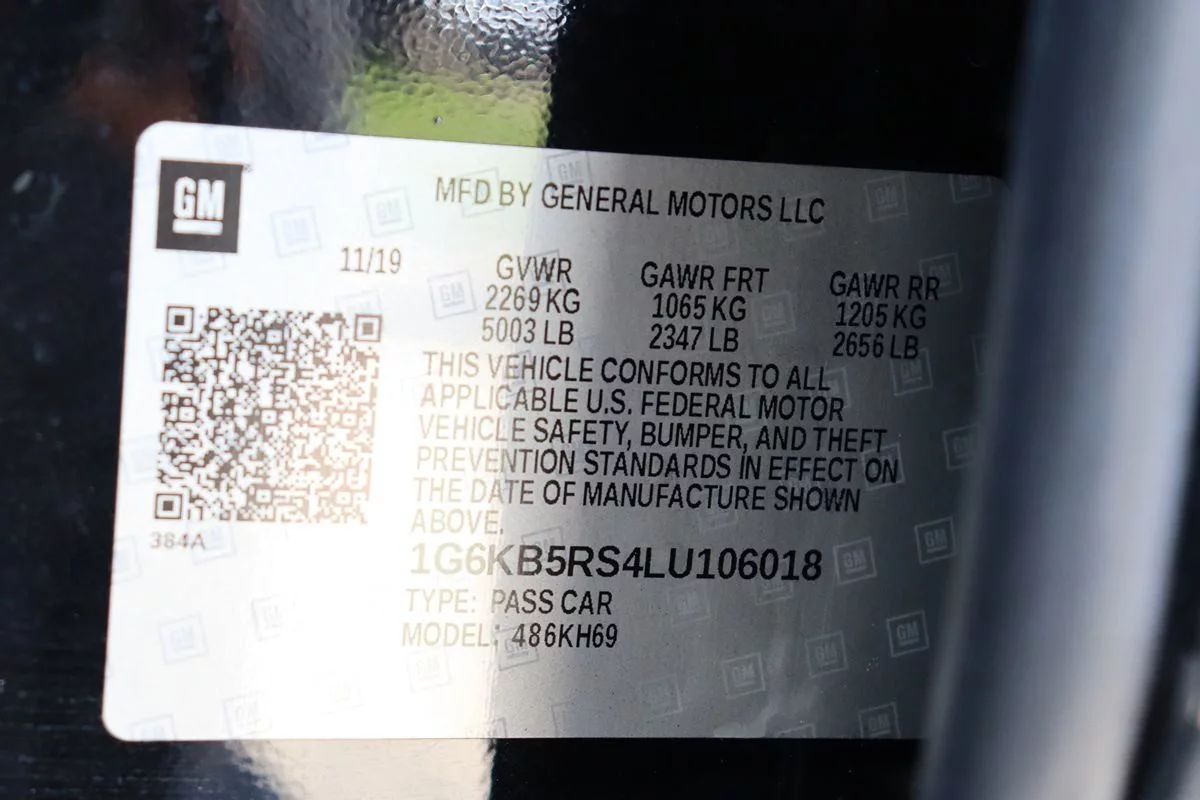 GM
MFD BY GENERAL MOTORS LLC
11/19
GVWR
2269 KG
5003 LB
GAWR FRT
1065 KG
2347 LB
GAWR RR
1205 KG
2656 LB
THIS VEHICLE CONFORMS TO ALL
APPLICABLE U.S. FEDERAL MOTOR
VEHICLE SAFETY, BUMPER, AND THEFT
PREVENTION STANDARDS IN EFFECT ON
THE DATE OF MANUFACTURE SHOWN
ABOVE.
384A
1G6KB5RS4LU106018
TYPE: PASS CAR
MODEL: 486KH69